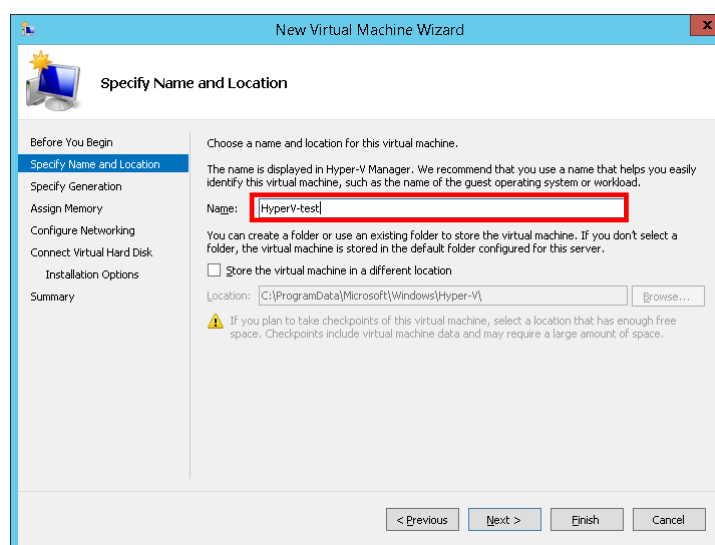 New Virtual Machine Wizard
x
Specify Name and Location
Before You Begin
Specify Name and Location
Specify Generation
Assign Memory
Configure Networking
Connect Virtual Hard Disk
Installation Options
Summary
Choose a name and location for this virtual machine.
The name is displayed in Hyper-V Manager. We recommend that you use a name that helps you easily
identify this virtual machine, such as the name of the guest operating system or workload.
Name: HyperV-test
You can create a folder or use an existing folder to store the virtual machine. If you don't select a
folder, the virtual machine is stored in the default folder configured for this server.
Store the virtual machine in a different location
Location: C:\ProgramData\Microsoft\Windows\Hyper-V\ Browse...
If you plan to take checkpoints of this virtual machine, select a location that has enough free
space. Checkpoints include virtual machine data and may require a large amount of space.
< Previous Next > Finish Cancel